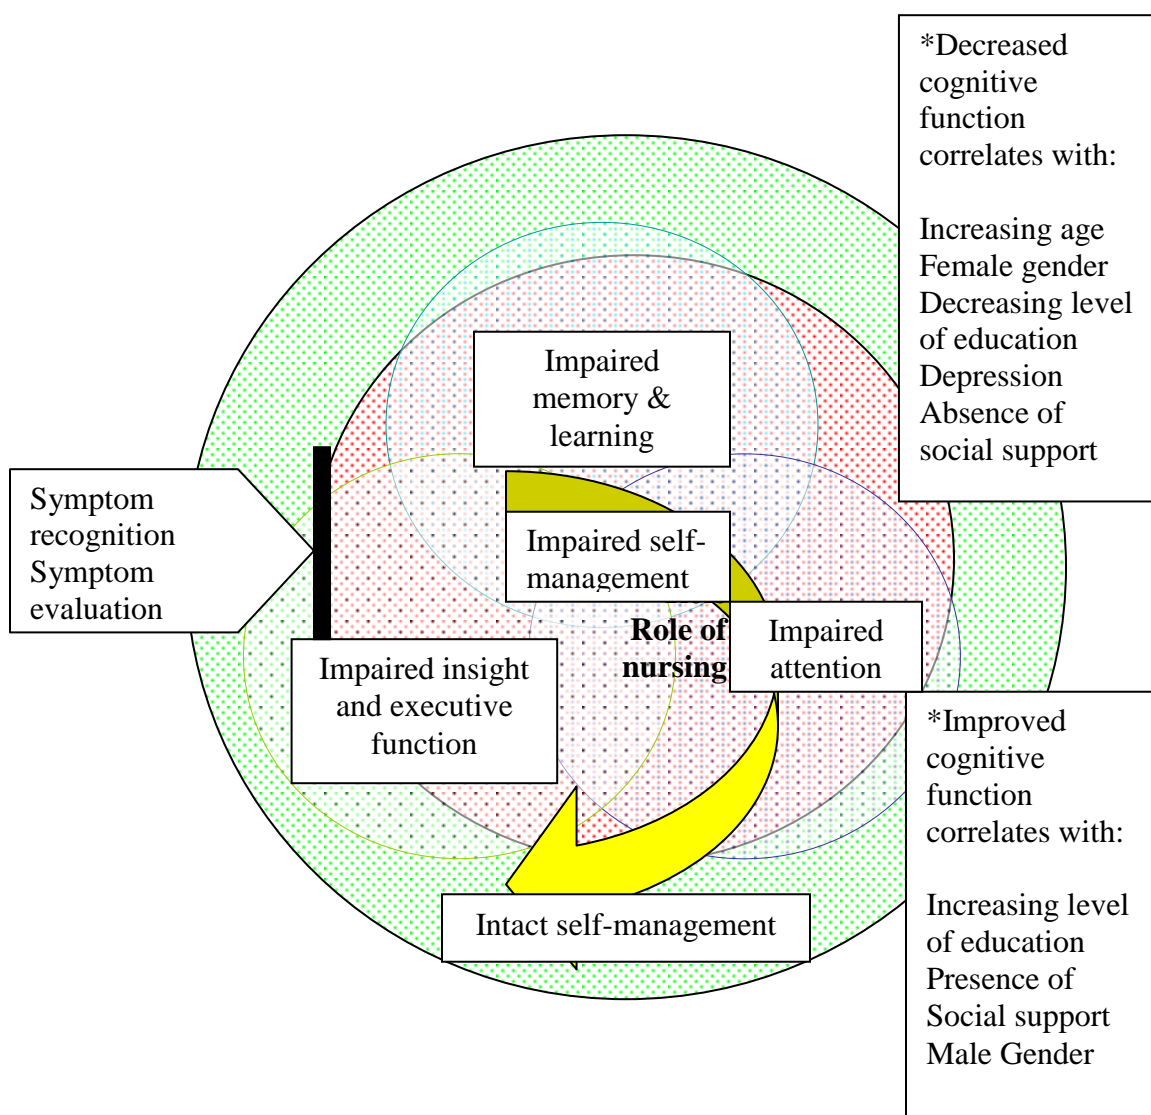 *Decreased
cognitive
function
correlates with:
Increasing age
Female gender
Decreasing level
of education
Depression
Absence of
social support
Impaired
memory &
learning
Symptom
recognition
Symptom
evaluation
Impaired self-
management
Role of
nursing
Impaired
attention
Impaired insight
and executive
function
*Improved
cognitive
function
correlates with:
Increasing level
of education
Presence of
Social support
Male Gender
Intact self-management